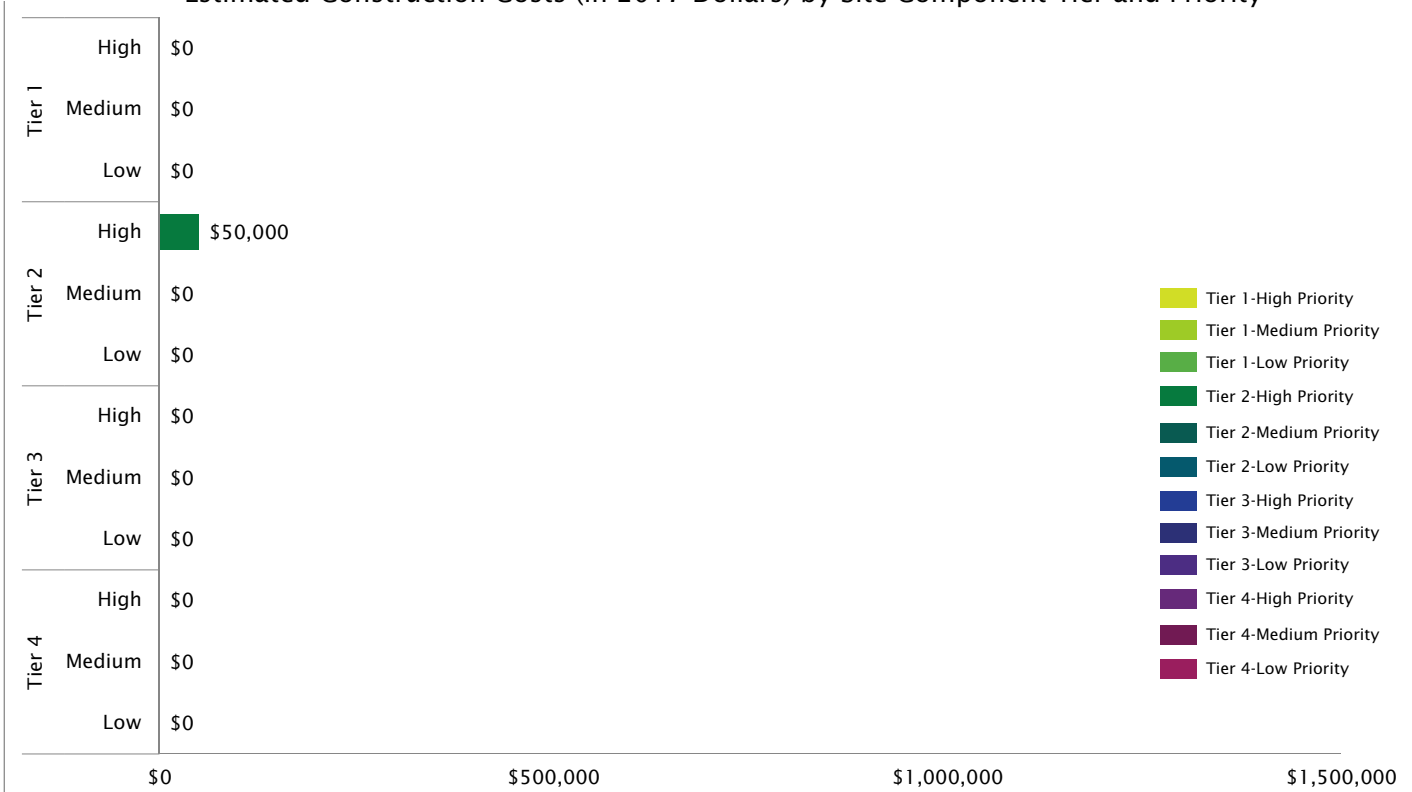 Estimated Construction Costs (in 2017 Dollars) by Site Component Tier and Priority
Tier 1
High $0
Medium $0
Low $0
Tier 2
High $50,000
Medium $0
Low $0
Tier 3
High $0
Medium $0
Low $0
Tier 4
High $0
Medium $0
Low $0
$0 $500,000 $1,000,000 $1,500,000
Tier 1-High Priority
Tier 1-Medium Priority
Tier 1-Low Priority
Tier 2-High Priority
Tier 2-Medium Priority
Tier 2-Low Priority
Tier 3-High Priority
Tier 3-Medium Priority
Tier 3-Low Priority
Tier 4-High Priority
Tier 4-Medium Priority
Tier 4-Low Priority